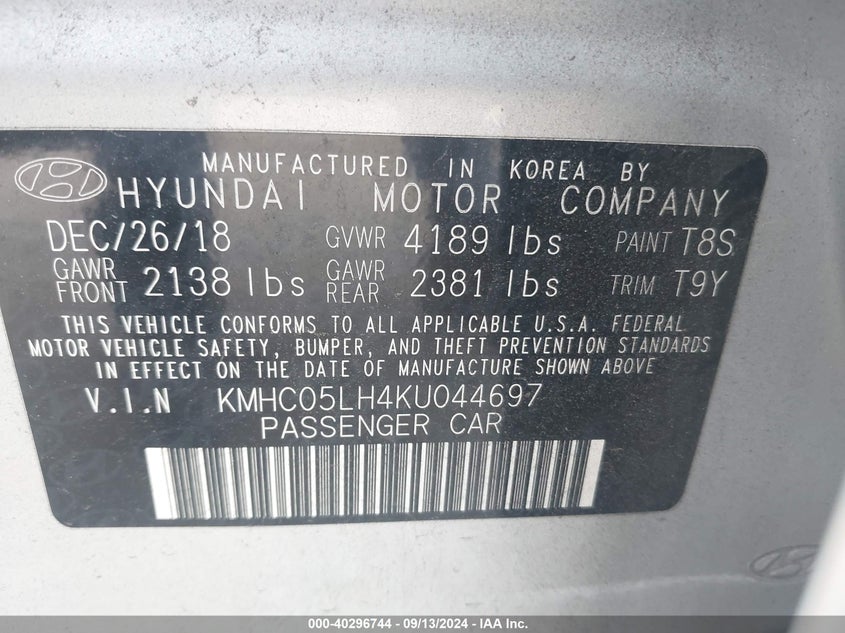 MANUFACTURED IN KOREA BY
HYUNDAI MOTOR COMPANY
DEC/26/18 GVWR 4189 lbs PAINT T8S
GAWR FRONT 2138 lbs GAWR REAR 2381 lbs TRIM T9Y
THIS VEHICLE CONFORMS TO ALL APPLICABLE U.S.A. FEDERAL
MOTOR VEHICLE SAFETY, BUMPER, AND THEFT PREVENTION STANDARDS
IN EFFECT ON THE DATE OF MANUFACTURE SHOWN ABOVE
V.I.N KMHC05LH4KU044697
PASSENGER CAR
000-40296744 - 09/13/2024 - IAA Inc.